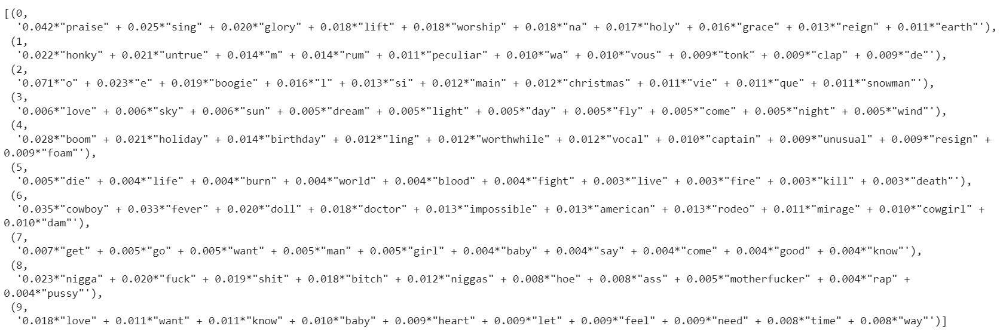 [(0,
'0.042*"praise" + 0.025*"sing" + 0.020*"glory" + 0.018*"lift" + 0.018*"worship" + 0.018*"na" + 0.017*"holy" + 0.016*"grace" + 0.013*"reign" + 0.011*"earth"'),
(1,
'0.022*"honky" + 0.021*"untrue" + 0.014*"m" + 0.014*"rum" + 0.011*"peculiar" + 0.010*"wa" + 0.010*"vous" + 0.009*"tonk" + 0.009*"clap" + 0.009*"de"'),
(2,
'0.071*"o" + 0.023*"e" + 0.019*"boogie" + 0.016*"l" + 0.013*"si" + 0.012*"main" + 0.012*"christmas" + 0.011*"vie" + 0.011*"que" + 0.011*"snowman"'),
(3,
'0.006*"love" + 0.006*"sky" + 0.006*"sun" + 0.005*"dream" + 0.005*"light" + 0.005*"day" + 0.005*"fly" + 0.005*"come" + 0.005*"night" + 0.005*"wind"'),
(4,
'0.028*"boom" + 0.021*"holiday" + 0.014*"birthday" + 0.012*"ling" + 0.012*"worthwhile" + 0.012*"vocal" + 0.010*"captain" + 0.009*"unusual" + 0.009*"resign" +
0.009*"foam"'),
(5,
'0.005*"die" + 0.004*"life" + 0.004*"burn" + 0.004*"world" + 0.004*"blood" + 0.004*"fight" + 0.003*"live" + 0.003*"fire" + 0.003*"kill" + 0.003*"death"'),
(6,
'0.035*"cowboy" + 0.033*"fever" + 0.020*"doll" + 0.018*"doctor" + 0.013*"impossible" + 0.013*"american" + 0.013*"rodeo" + 0.011*"mirage" + 0.010*"cowgirl" +
0.010*"dam"'),
(7,
'0.007*"get" + 0.005*"go" + 0.005*"want" + 0.005*"man" + 0.005*"girl" + 0.004*"baby" + 0.004*"say" + 0.004*"come" + 0.004*"good" + 0.004*"know"'),
(8,
'0.023*"nigga" + 0.020*"fuck" + 0.019*"shit" + 0.018*"bitch" + 0.012*"niggas" + 0.008*"hoe" + 0.008*"ass" + 0.005*"motherfucker" + 0.004*"rap" +
0.004*"pussy"'),
(9,
'0.018*"love" + 0.011*"want" + 0.011*"know" + 0.010*"baby" + 0.009*"heart" + 0.009*"let" + 0.009*"feel" + 0.009*"need" + 0.008*"time" + 0.008*"way"')]